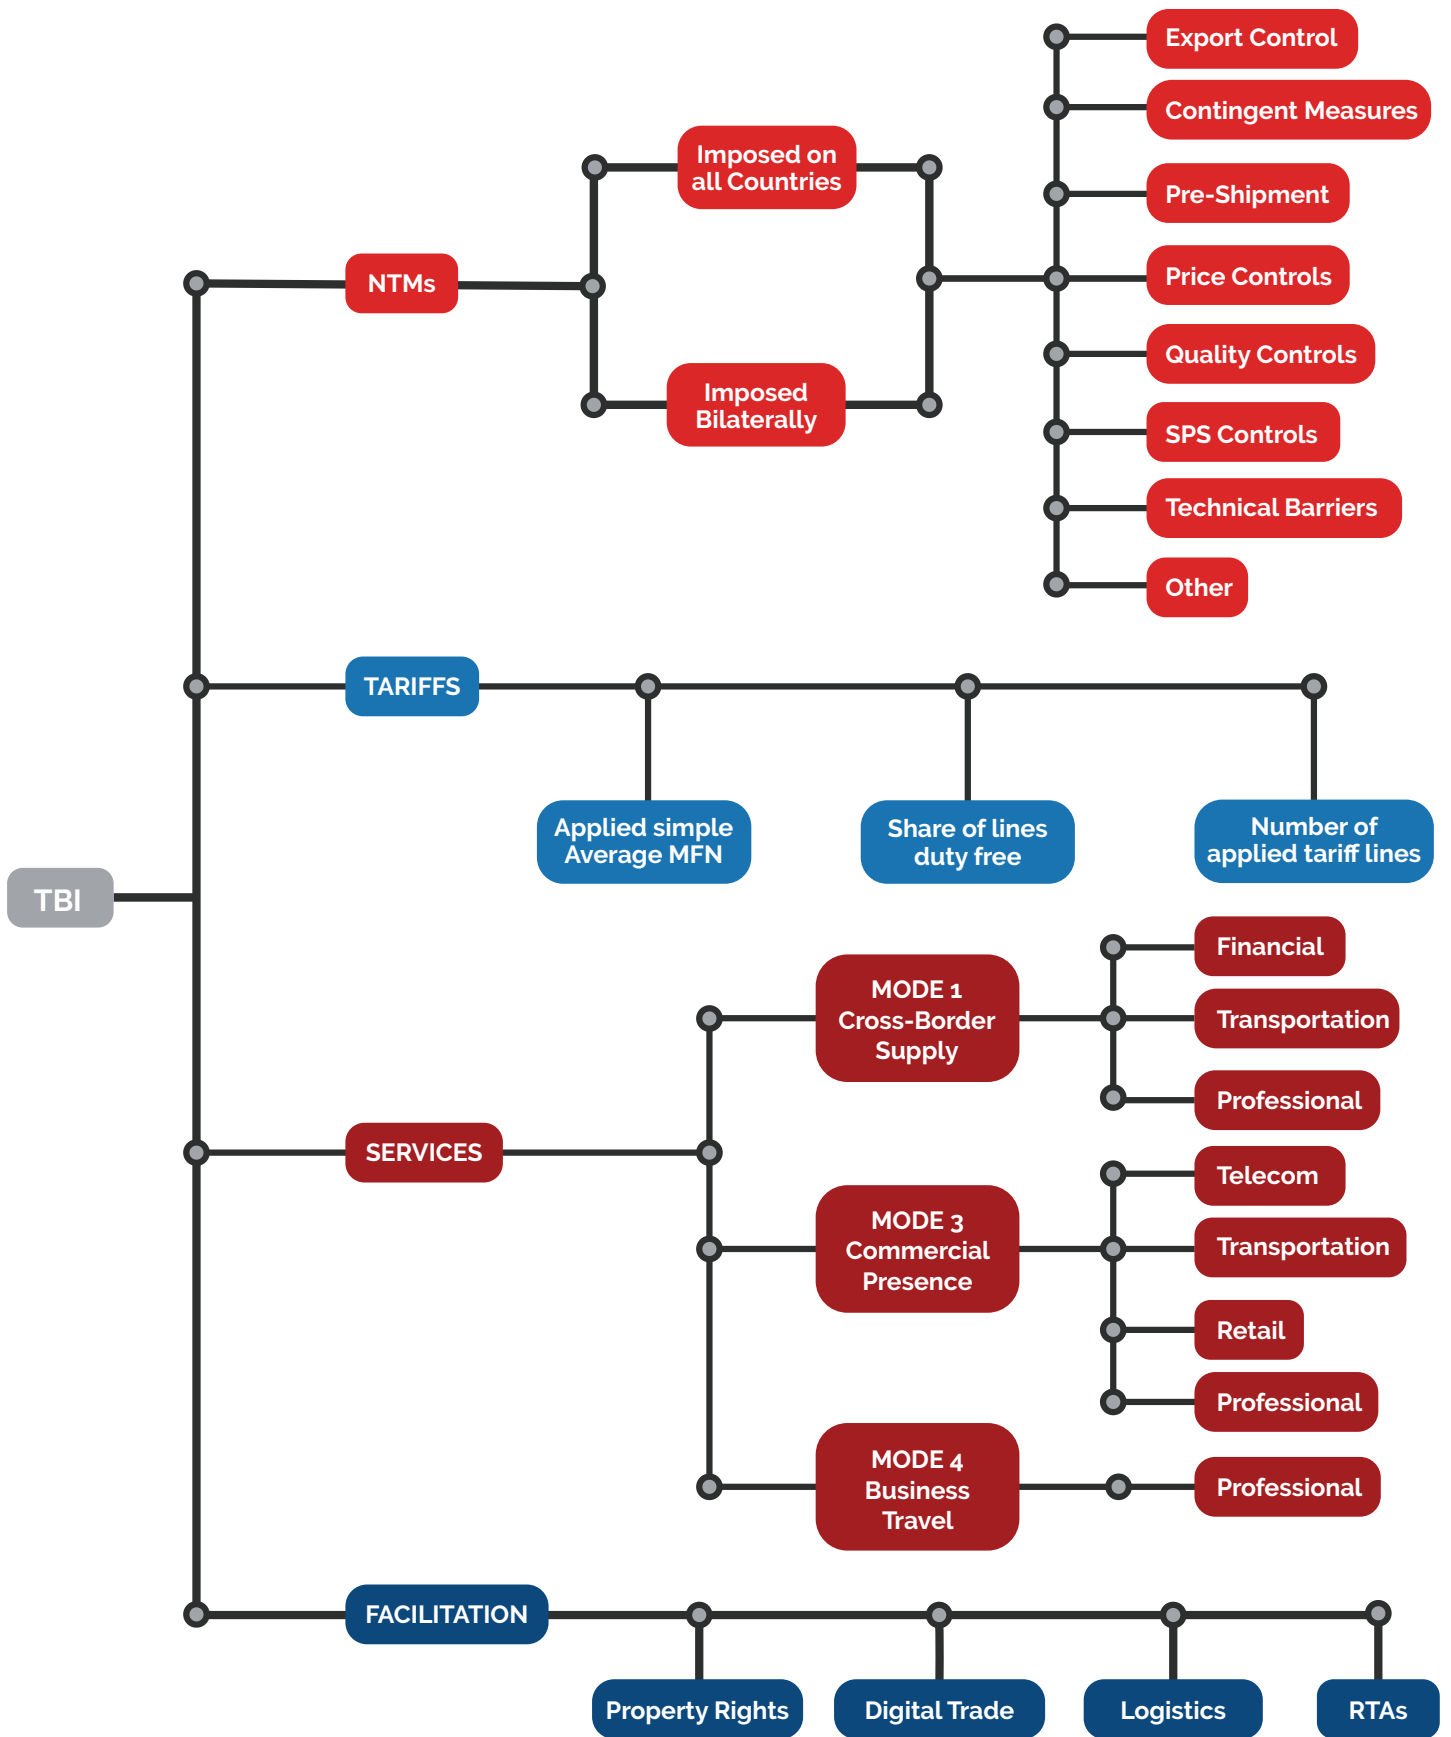 TBI
NTMs
Imposed on
all Countries
Imposed
Bilaterally
Export Control
Contingent Measures
Pre-Shipment
Price Controls
Quality Controls
SPS Controls
Technical Barriers
Other
TARIFFS
Applied simple
Average MFN
Share of lines
duty free
Number of
applied tariff lines
SERVICES
MODE 1
Cross-Border
Supply
Financial
Transportation
Professional
MODE 3
Commercial
Presence
Telecom
Transportation
Retail
Professional
MODE 4
Business
Travel
Professional
FACILITATION
Property Rights
Digital Trade
Logistics
RTAs